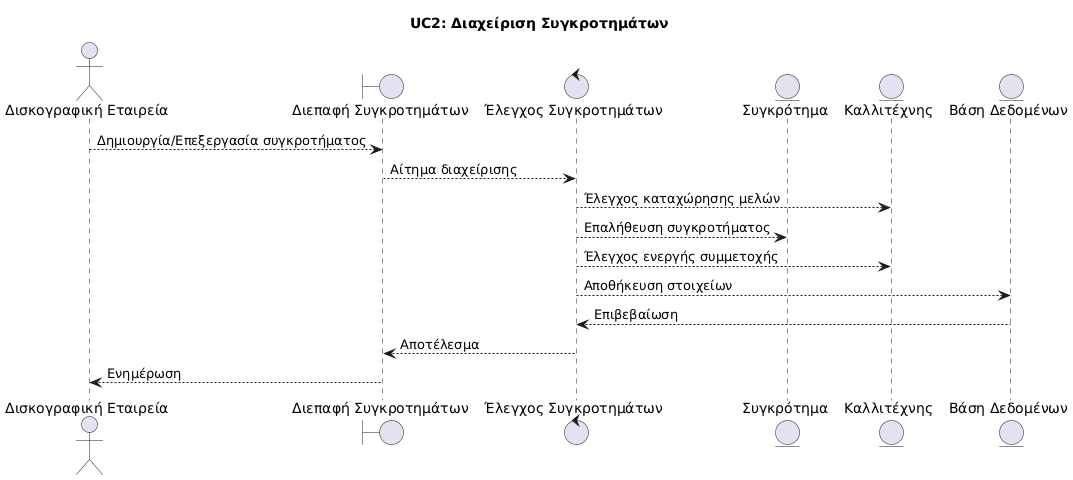 UC2: Διαχείριση Συγκροτημάτων
Δισκογραφική Εταιρεία Διεπαφή Συγκροτημάτων Έλεγχος Συγκροτημάτων Συγκρότημα Καλλιτέχνης Βάση Δεδομένων
Δημιουργία/Επεξεργασία συγκροτήματος
Αίτημα διαχείρισης
Έλεγχος καταχώρησης μελών
Επαλήθευση συγκροτήματος
Έλεγχος ενεργής συμμετοχής
Αποθήκευση στοιχείων
Επιβεβαίωση
Αποτέλεσμα
Ενημέρωση
Δισκογραφική Εταιρεία Διεπαφή Συγκροτημάτων Έλεγχος Συγκροτημάτων Συγκρότημα Καλλιτέχνης Βάση Δεδομένων